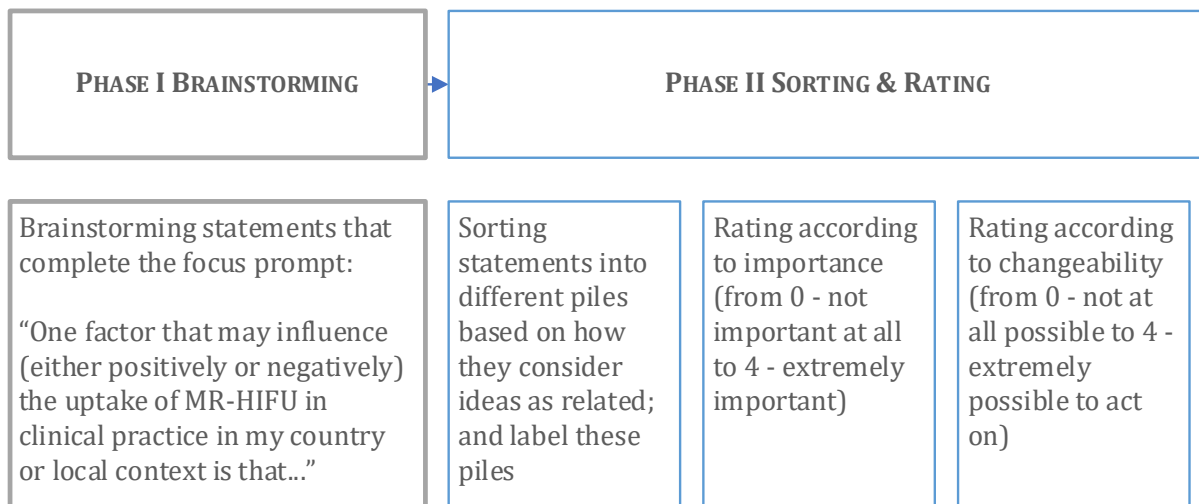 PHASE I BRAINSTORMING
PHASE II SORTING & RATING
Brainstorming statements that
complete the focus prompt:
“One factor that may influence
(either positively or negatively)
the uptake of MR-HIFU in
clinical practice in my country
or local context is that...”
Sorting
statements into
different piles
based on how
they consider
ideas as related;
and label these
piles
Rating according
to importance
(from 0 - not
important at all
to 4 - extremely
important)
Rating according
to changeability
(from 0 - not at
all possible to 4 -
extremely
possible to act
on)